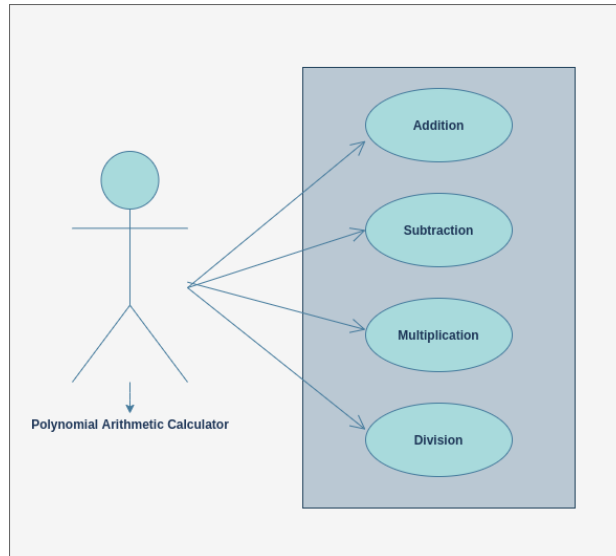 Addition
Subtraction
Multiplication
Division
Polynomial Arithmetic Calculator